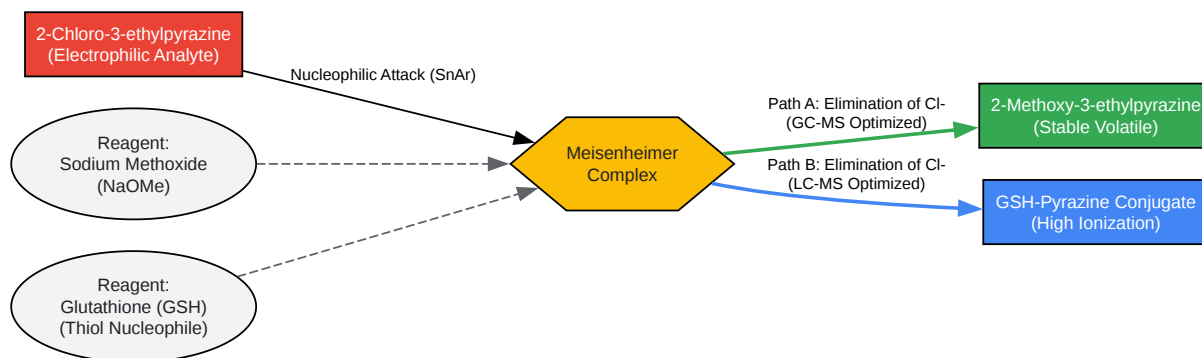 2-Chloro-3-ethylpyrazine
(Electrophilic Analyte)
Nucleophilic Attack (SnAr)
Reagent:
Sodium Methoxide
(NaOMe)
Reagent:
Glutathione (GSH)
(Thiol Nucleophile)
Meisenheimer
Complex
Path A: Elimination of Cl-
(GC-MS Optimized)
Path B: Elimination of Cl-
(LC-MS Optimized)
2-Methoxy-3-ethylpyrazine
(Stable Volatile)
GSH-Pyrazine Conjugate
(High Ionization)